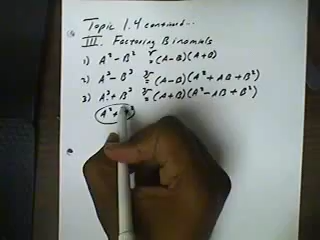 Topic 1.4 continued...
III. Factoring Binomials
1) A² - B² = (A-B)(A+B)
2) A³ - B³ = (A-B)(A² + AB + B²)
3) A³ + B³ = (A+B)(A² - AB + B²)
A² +